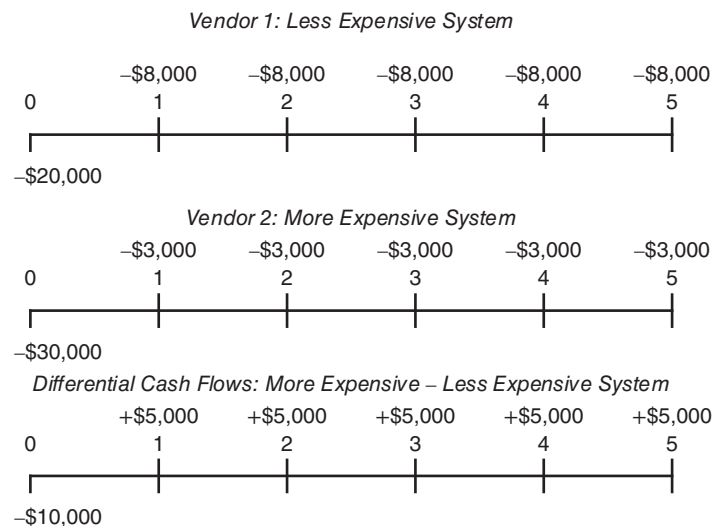 Vendor 1: Less Expensive System
–$8,000 –$8,000 –$8,000 –$8,000 –$8,000
0 1 2 3 4 5
–$20,000
Vendor 2: More Expensive System
–$3,000 –$3,000 –$3,000 –$3,000 –$3,000
0 1 2 3 4 5
–$30,000
Differential Cash Flows: More Expensive – Less Expensive System
+$5,000 +$5,000 +$5,000 +$5,000 +$5,000
0 1 2 3 4 5
–$10,000